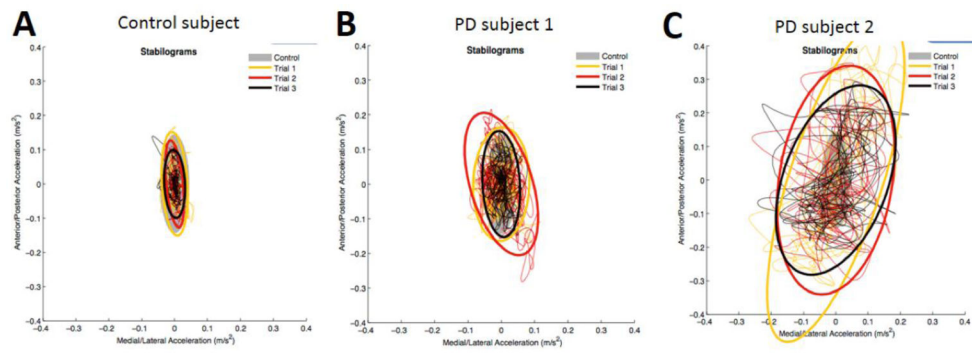 A
Control subject
Stabilograms
Control
Trial 1
Trial 2
Trial 3
Anterior/Posterior Acceleration (m/s²)
0.4
0.3
0.2
0.1
0
−0.1
−0.2
−0.3
−0.4
−0.4 −0.3 −0.2 −0.1 0 0.1 0.2 0.3 0.4
Medial/Lateral Acceleration (m/s²)
B
PD subject 1
Stabilograms
Control
Trial 1
Trial 2
Trial 3
Anterior/Posterior Acceleration (m/s²)
0.4
0.3
0.2
0.1
0
−0.1
−0.2
−0.3
−0.4
−0.4 −0.3 −0.2 −0.1 0 0.1 0.2 0.3 0.4
Medial/Lateral Acceleration (m/s²)
C
PD subject 2
Stabilograms
Control
Trial 1
Trial 2
Trial 3
Anterior/Posterior Acceleration (m/s²)
0.4
0.3
0.2
0.1
0
−0.1
−0.2
−0.3
−0.4
−0.4 −0.3 −0.2 −0.1 0 0.1 0.2 0.3 0.4
Medial/Lateral Acceleration (m/s²)